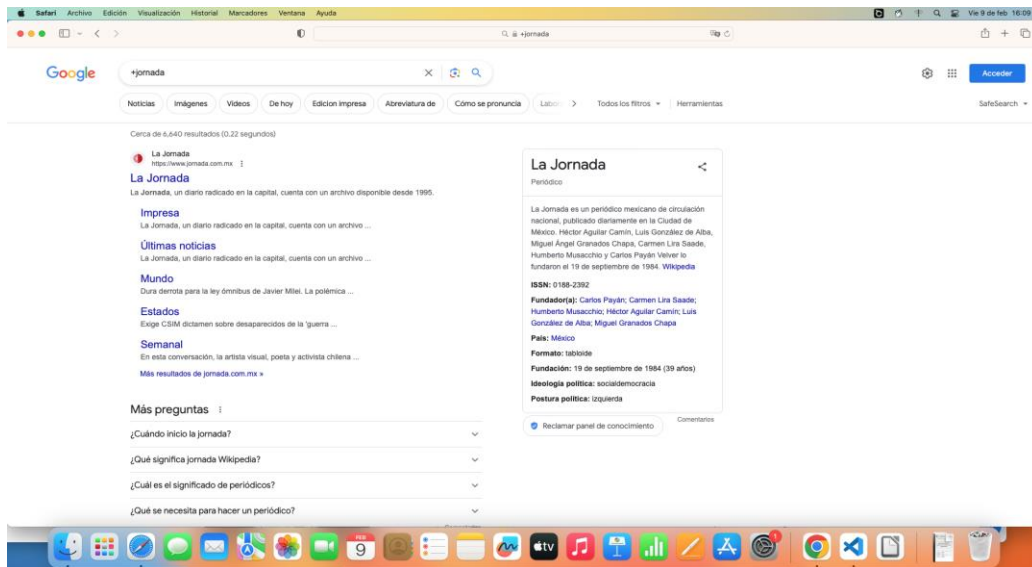 Safari Archivo Edición Visualización Historial Marcadores Ventana Ayuda
Vie 9 de feb 16:09
+jornada
Google
+jornada
Acceder
Noticias Imágenes Videos De hoy Edicion impresa Abreviatura de Cómo se pronuncia
Todos los filtros Herramientas
SafeSearch
Cerca de 6,640 resultados (0.22 segundos)
La Jornada
https://www.jornada.com.mx
La Jornada
La Jornada, un diario radicado en la capital, cuenta con un archivo disponible desde 1995.
Impresa
La Jornada, un diario radicado en la capital, cuenta con un archivo ...
Últimas noticias
La Jornada, un diario radicado en la capital, cuenta con un archivo ...
Mundo
Dura derrota para la ley ómnibus de Javier Milei. La polémica ...
Estados
Exige CSIM dictamen sobre desaparecidos de la 'guerra ...
Semanal
En esta conversación, la artista visual, poeta y activista chilena ...
Más resultados de jornada.com.mx »
Más preguntas
¿Cuándo inicio la jornada?
¿Qué significa jornada Wikipedia?
¿Cuál es el significado de periódicos?
¿Qué se necesita para hacer un periódico?
La Jornada
Periódico
La Jornada es un periódico mexicano de circulación
nacional, publicado diariamente en la Ciudad de
México. Héctor Aguilar Camín, Luis González de Alba,
Miguel Ángel Granados Chapa, Carmen Lira Saade,
Humberto Musacchio y Carlos Payán Velver lo
fundaron el 19 de septiembre de 1984. Wikipedia
ISSN: 0188-2392
Fundador(a): Carlos Payán; Carmen Lira Saade;
Humberto Musacchio; Héctor Aguilar Camín; Luis
González de Alba; Miguel Granados Chapa
País: México
Formato: tabloide
Fundación: 19 de septiembre de 1984 (39 años)
Ideología política: socialdemocracia
Postura política: izquierda
Reclamar panel de conocimiento
Comentarios
FEB
9
tv